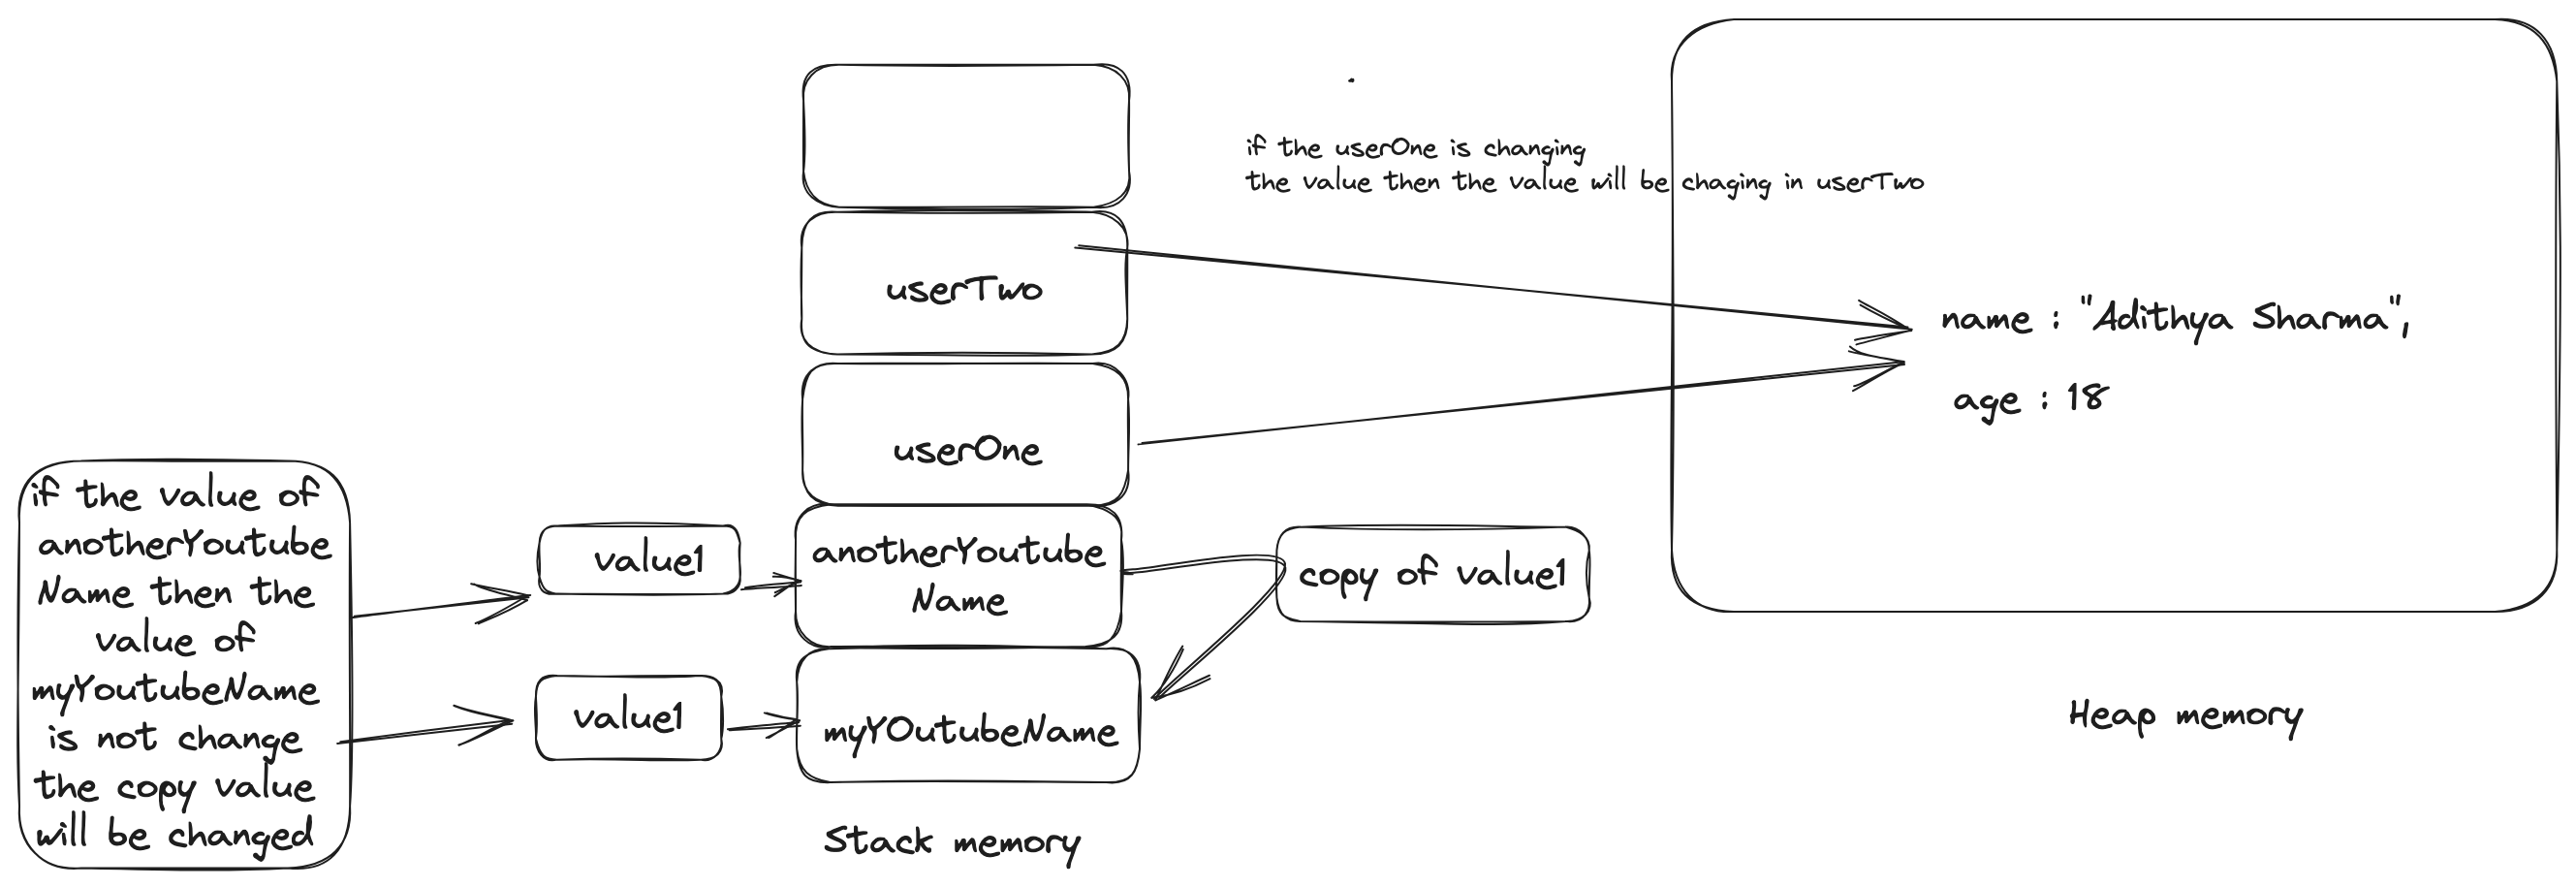 if the userOne is changing
the value then the value will be chaging in userTwo
userTwo
name : "Adithya Sharma",
age : 18
userOne
if the value of
anotherYoutube
Name then the
value of
myYoutubeName
is not change
the copy value
will be changed
value1
anotherYoutube
Name
copy of value1
value1
myYOutubeName
Heap memory
Stack memory